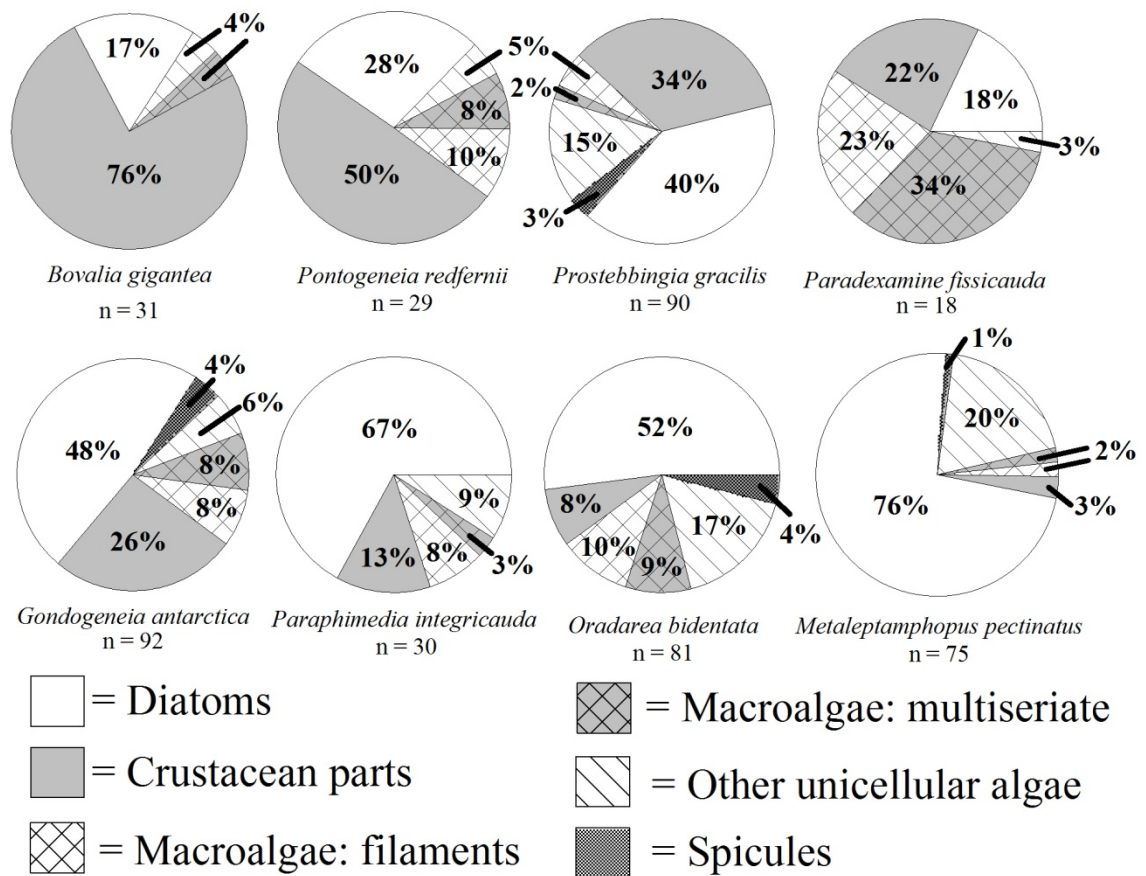 4%
17%
76%
Bovalia gigantea
n = 31
28%
5%
8%
10%
50%
Pontogeneia redfernii
n = 29
34%
2%
15%
3%
40%
Prostebbingia gracilis
n = 90
22%
18%
23%
3%
34%
Paradexamine fissicauda
n = 18
4%
6%
48%
8%
8%
26%
Gondogeneia antarctica
n = 92
67%
9%
3%
8%
13%
Paraphimedia integricauda
n = 30
52%
8%
4%
17%
10%
9%
Oradarea bidentata
n = 81
1%
20%
2%
76%
3%
Metaleptamphopus pectinatus
n = 75
= Diatoms
= Crustacean parts
= Macroalgae: filaments
= Macroalgae: multiseriate
= Other unicellular algae
= Spicules